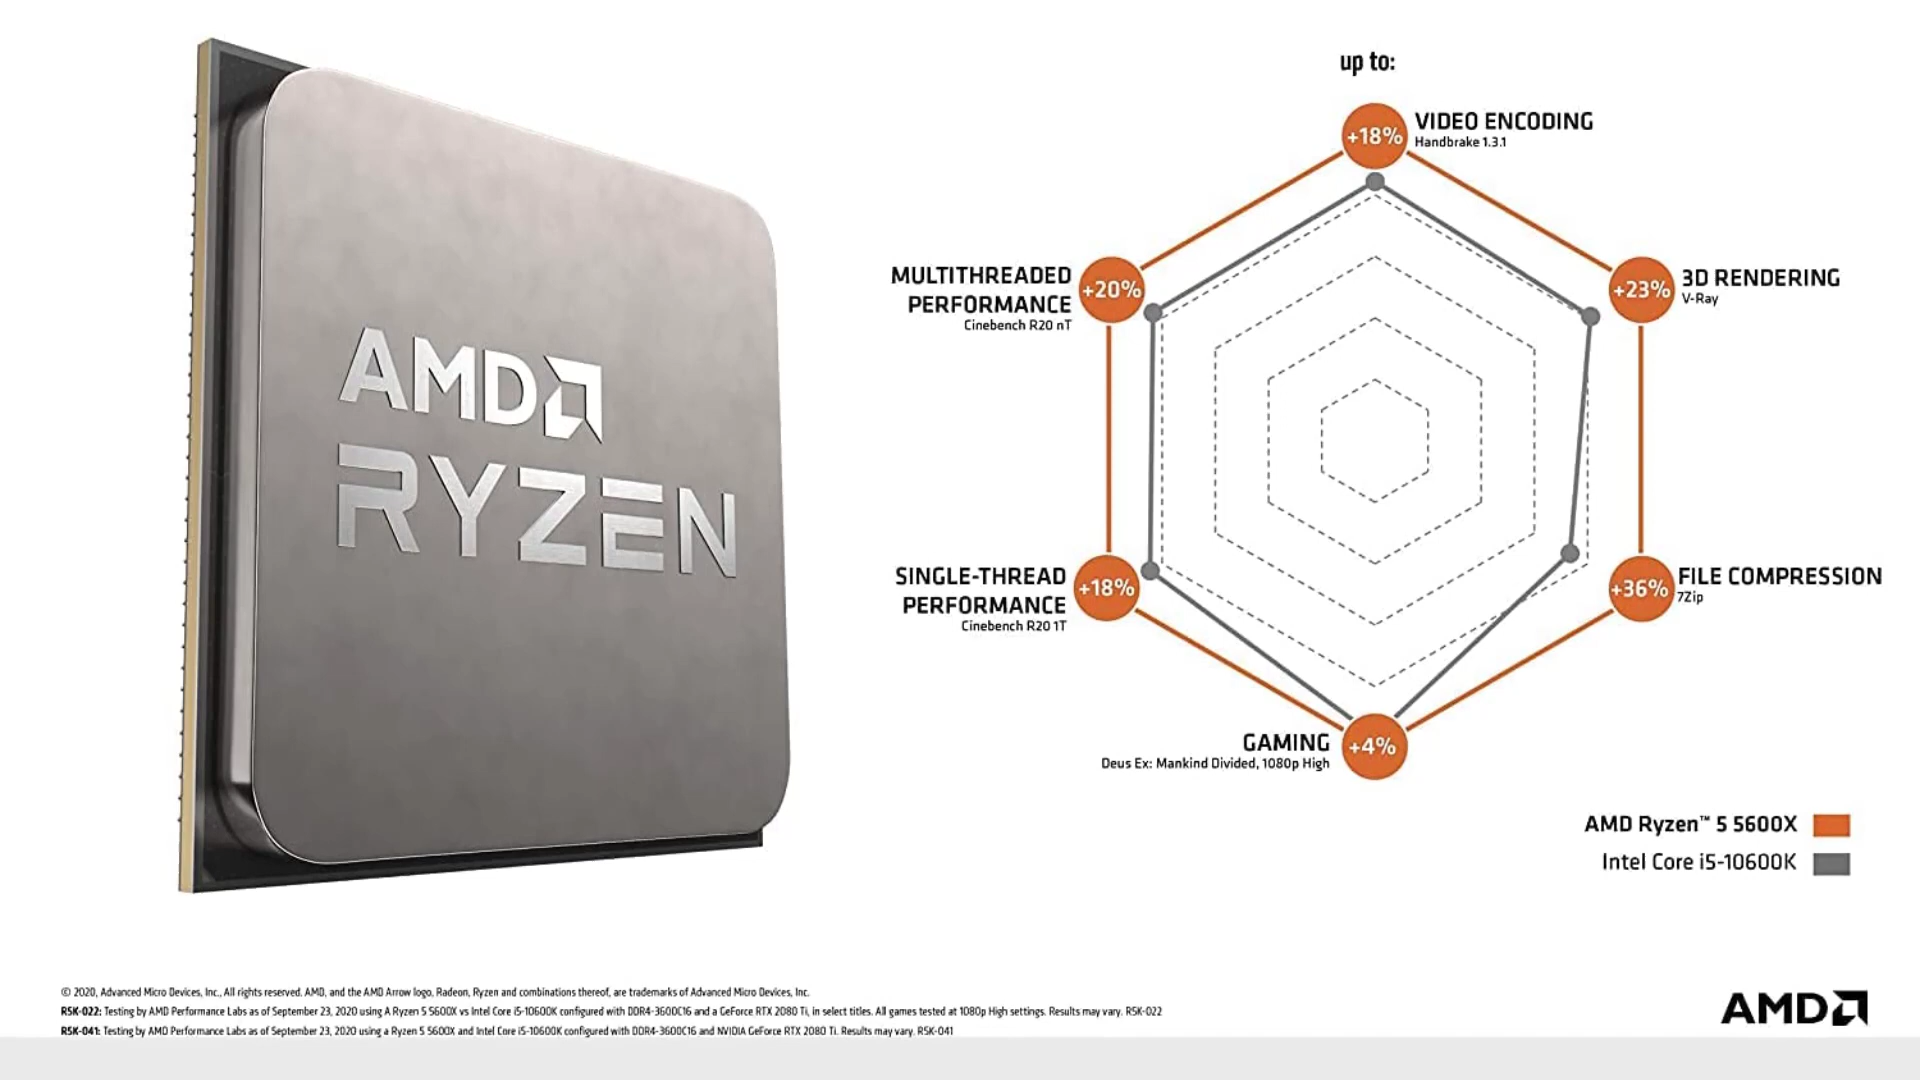 AMD
RYZEN
up to:
+18%
VIDEO ENCODING
Handbrake 1.3.1
+23%
3D RENDERING
V-Ray
+36%
FILE COMPRESSION
7Zip
+4%
GAMING
Deus Ex: Mankind Divided, 1080p High
+18%
SINGLE-THREAD
PERFORMANCE
Cinebench R20 1T
+20%
MULTITHREADED
PERFORMANCE
Cinebench R20 nT
AMD Ryzen™ 5 5600X
Intel Core i5-10600K
© 2020, Advanced Micro Devices, Inc., All rights reserved. AMD, and the AMD Arrow logo, Radeon, Ryzen and combinations thereof, are trademarks of Advanced Micro Devices, Inc.
R5K-022: Testing by AMD Performance Labs as of September 23, 2020 using A Ryzen 5 5600X vs Intel Core i5-10600K configured with DDR4-3600C16 and a GeForce RTX 2080 Ti, in select titles. All games tested at 1080p High settings. Results may vary. R5K-022
R5K-041: Testing by AMD Performance Labs as of September 23, 2020 using a Ryzen 5 5600X and Intel Core i5-10600K configured with DDR4-3600C16 and NVIDIA GeForce RTX 2080 Ti. Results may vary. R5K-041
AMD